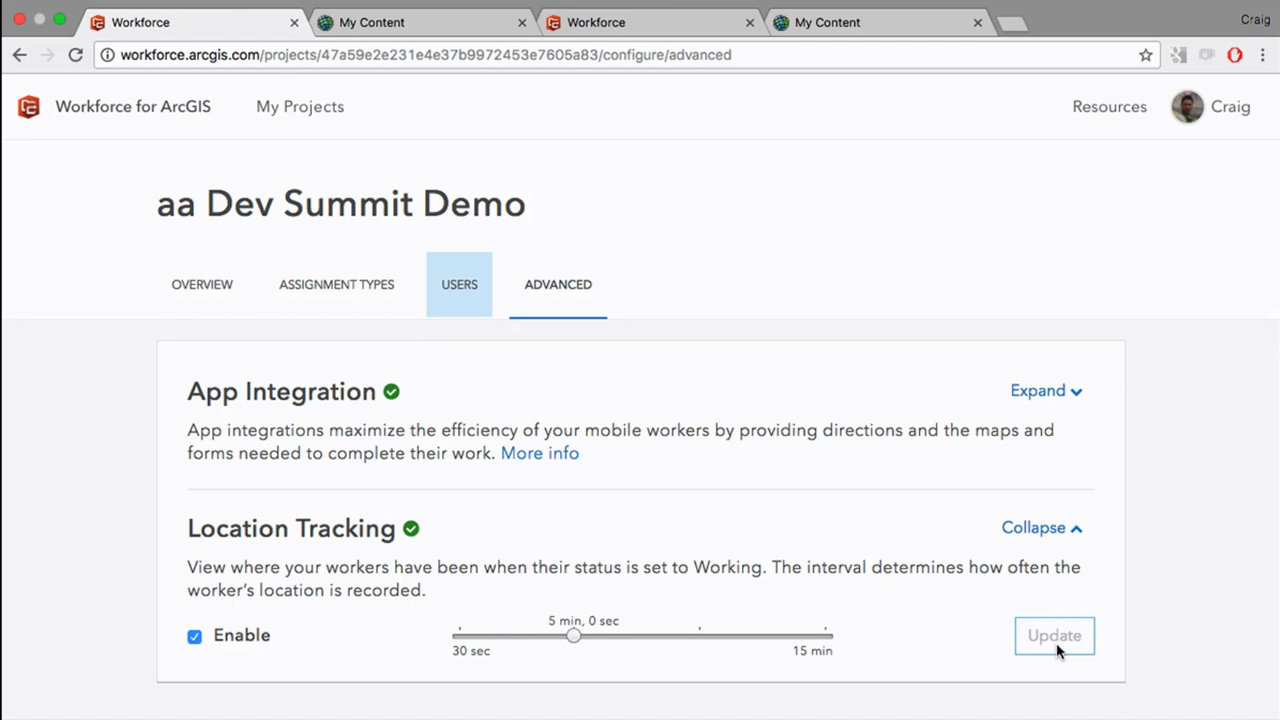 Workforce
My Content
Workforce
My Content
Craig
workforce.arcgis.com/projects/47a59e2e231e4e37b9972453e7605a83/configure/advanced
Workforce for ArcGIS
My Projects
Resources
Craig
aa Dev Summit Demo
OVERVIEW
ASSIGNMENT TYPES
USERS
ADVANCED
App Integration
Expand
App integrations maximize the efficiency of your mobile workers by providing directions and the maps and
forms needed to complete their work. More info
Location Tracking
Collapse
View where your workers have been when their status is set to Working. The interval determines how often the
worker's location is recorded.
Enable
5 min, 0 sec
30 sec
15 min
Update